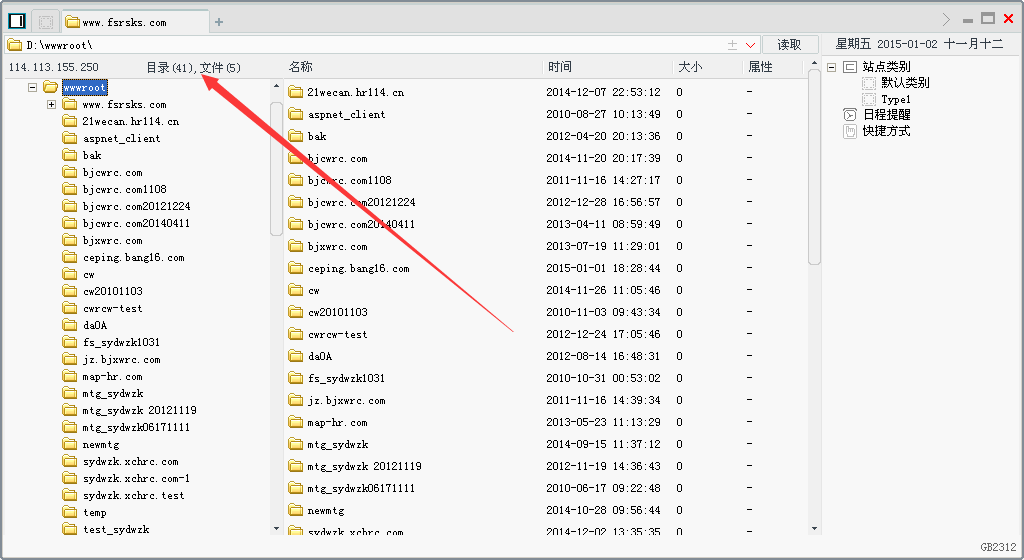 www.fsrsks.com
D:\wwwroot\
读取
星期五 2015-01-02 十一月十二
114.113.155.250 目录(41),文件(5)
名称 时间 大小 属性
wwwroot
www.fsrsks.com
21wecan.hr114.cn
aspnet_client
bak
bjcwrc.com
bjcwrc.com1108
bjcwrc.com20121224
bjcwrc.com20140411
bjxwrc.com
ceping.bang16.com
cw
cw20101103
cwrcw-test
daOA
fs_sydwzk1031
jz.bjxwrc.com
map-hr.com
mtg_sydwzk
mtg_sydwzk 20121119
mtg_sydwzk06171111
newmtg
sydwzk.xchrc.com
sydwzk.xchrc.com-1
sydwzk.xchrc.test
temp
test_sydwzk
21wecan.hr114.cn 2014-12-07 22:53:12 0 -
aspnet_client 2010-08-27 10:13:49 0 -
bak 2012-04-20 20:13:36 0 -
bjcwrc.com 2014-11-20 20:17:39 0 -
bjcwrc.com1108 2011-11-16 14:27:17 0 -
bjcwrc.com20121224 2012-12-28 16:56:57 0 -
bjcwrc.com20140411 2013-04-11 08:59:49 0 -
bjxwrc.com 2013-07-19 11:29:01 0 -
ceping.bang16.com 2015-01-01 18:28:44 0 -
cw 2014-11-26 11:05:46 0 -
cw20101103 2010-11-03 09:43:34 0 -
cwrcw-test 2012-12-24 17:05:46 0 -
daOA 2012-08-14 16:48:31 0 -
fs_sydwzk1031 2010-10-31 00:53:02 0 -
jz.bjxwrc.com 2011-11-16 14:39:34 0 -
map-hr.com 2013-05-23 11:13:29 0 -
mtg_sydwzk 2014-09-15 11:37:12 0 -
mtg_sydwzk 20121119 2012-11-19 14:36:43 0 -
mtg_sydwzk06171111 2010-06-17 09:22:48 0 -
newmtg 2014-10-28 09:56:44 0 -
sydwzk.xchrc.com 2014-12-02 13:35:35 0 -
站点类别
默认类别
Type1
日程提醒
快捷方式
GB2312